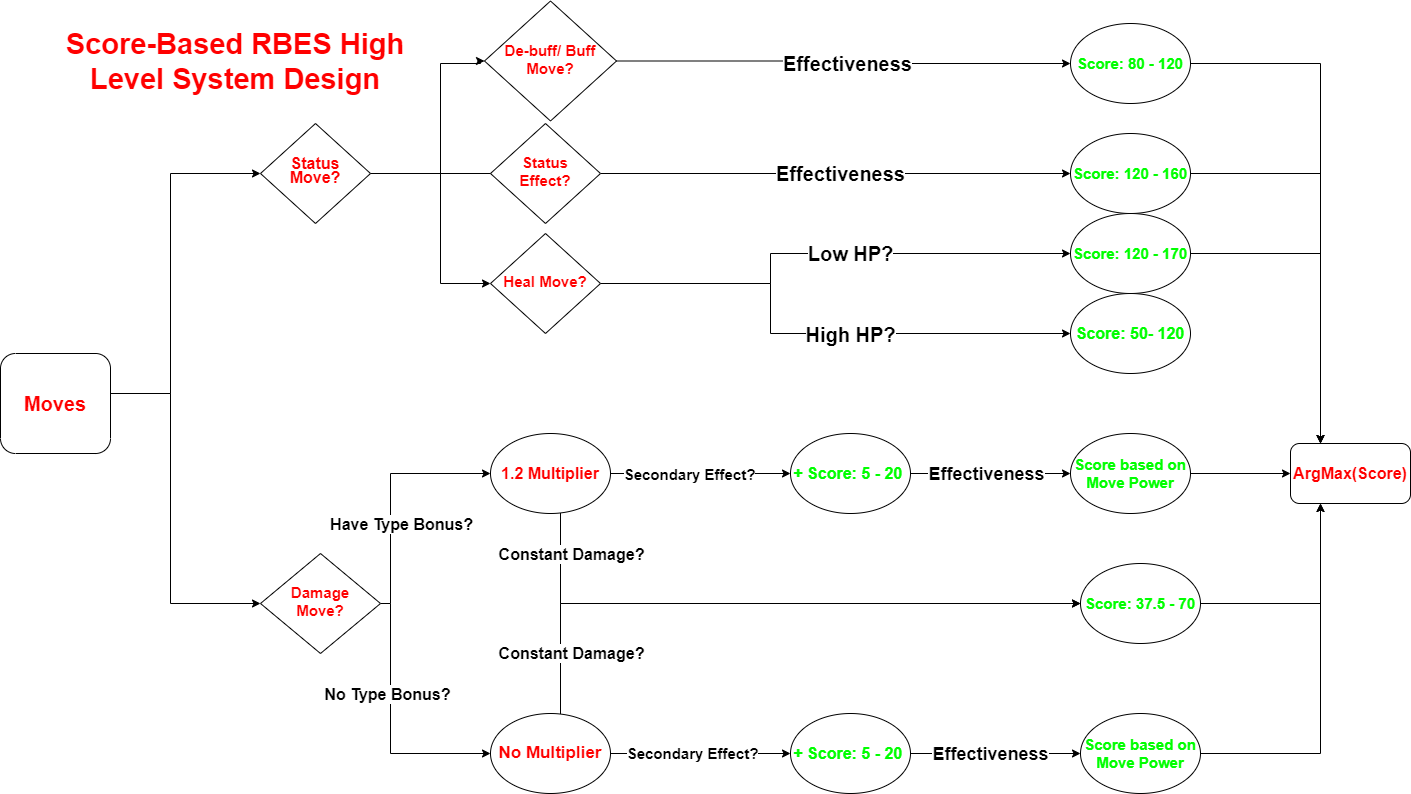 Score-Based RBES High
Level System Design
De-buff/ Buff
Move?
Effectiveness
Score: 80 - 120
Status
Move?
Status
Effect?
Effectiveness
Score: 120 - 160
Heal Move?
Low HP?
Score: 120 - 170
High HP?
Score: 50- 120
Moves
1.2 Multiplier
Secondary Effect?
+ Score: 5 - 20
Effectiveness
Score based on
Move Power
ArgMax(Score)
Have Type Bonus?
Constant Damage?
Damage
Move?
Score: 37.5 - 70
Constant Damage?
No Type Bonus?
No Multiplier
Secondary Effect?
+ Score: 5 - 20
Effectiveness
Score based on
Move Power